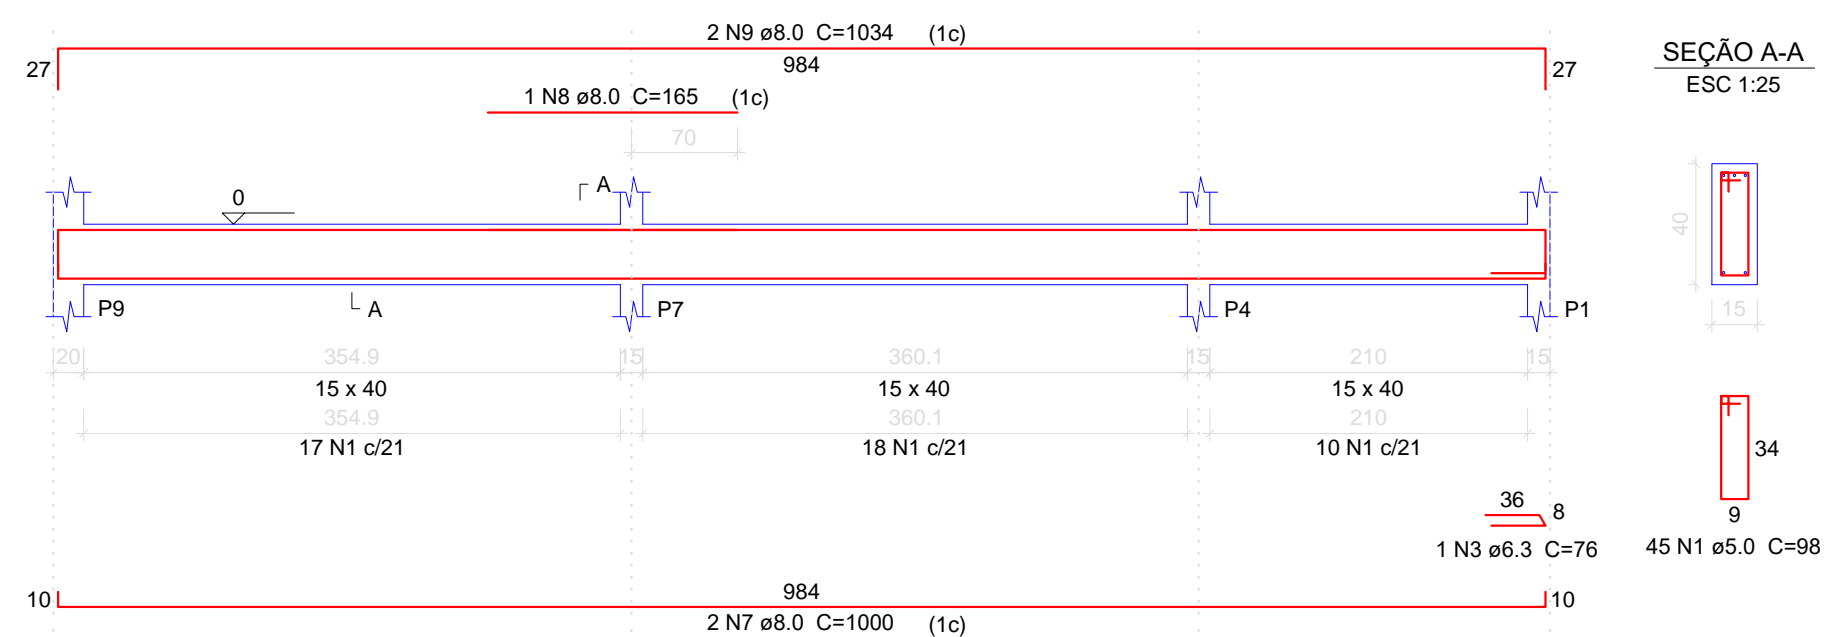 2 N9 ø8.0 C=1034 (1c)
27 984 27
1 N8 ø8.0 C=165 (1c)
70
SEÇÃO A-A
ESC 1:25
A
0
40
15
A
P9 P7 P4 P1
20 354.9 15 360.1 15 210 15
15 x 40 15 x 40 15 x 40
354.9 360.1 210
17 N1 c/21 18 N1 c/21 10 N1 c/21
34
9
45 N1 ø5.0 C=98
36
8
1 N3 ø6.3 C=76
10 984 10
2 N7 ø8.0 C=1000 (1c)